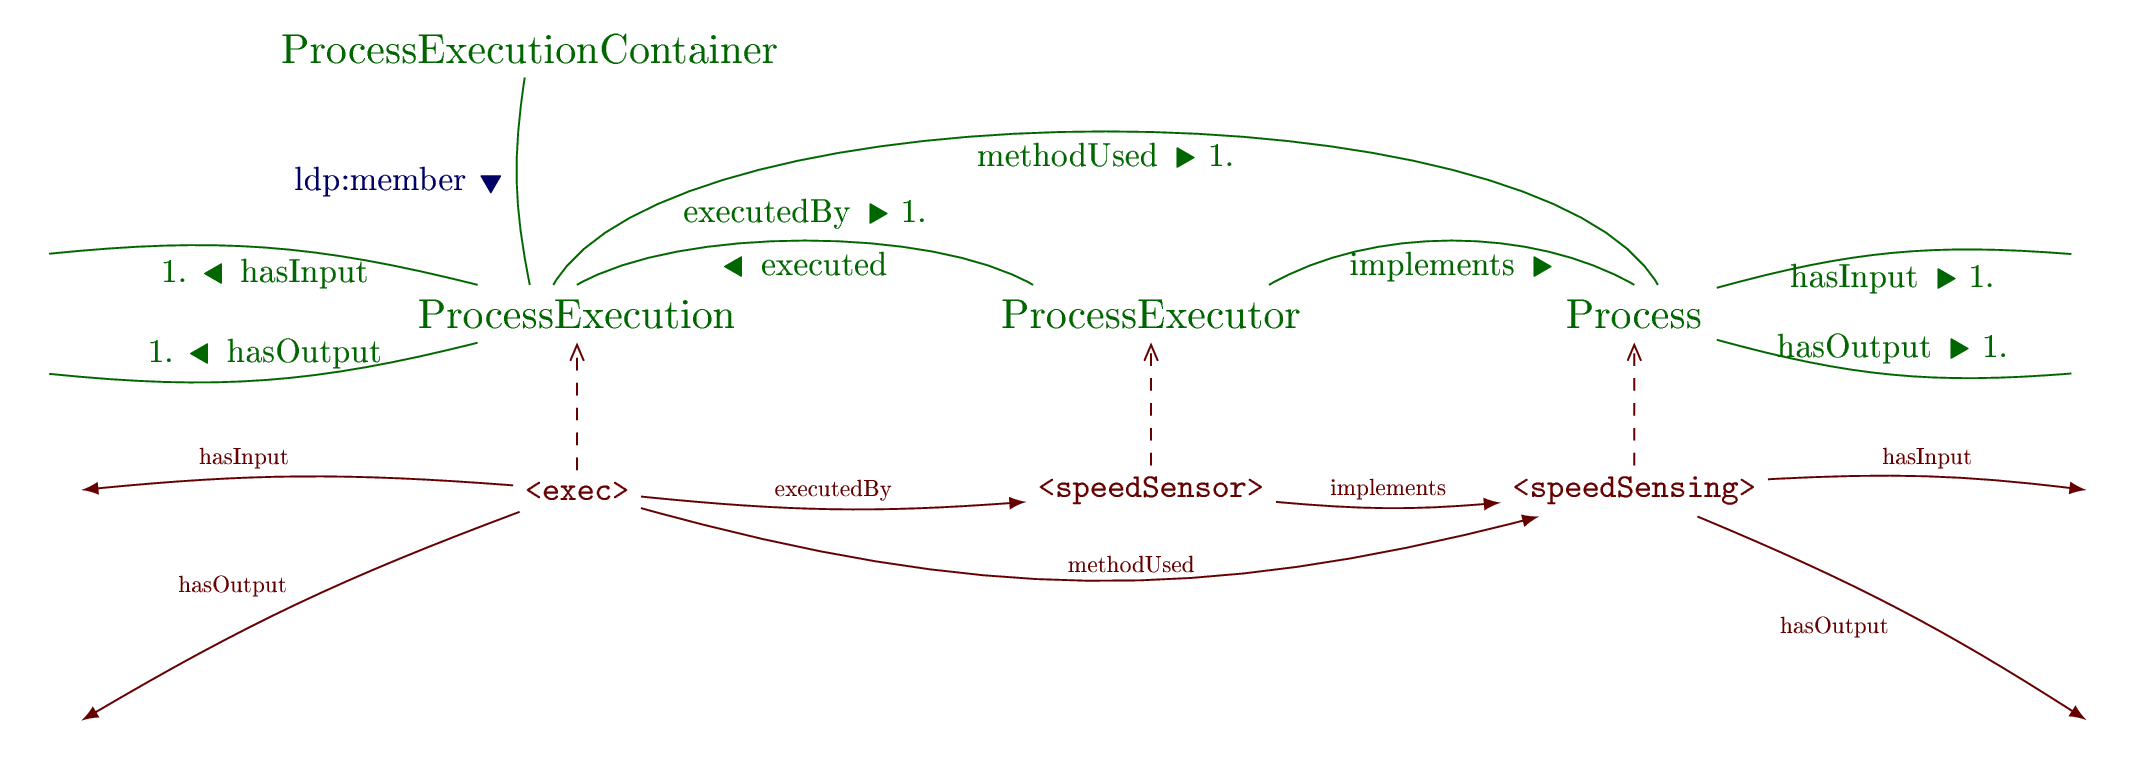 ProcessExecutionContainer
methodUsed ▶ 1.
ldp:member ▼
executedBy ▶ 1.
◀ executed
implements ▶
1. ◀ hasInput
hasInput ▶ 1.
ProcessExecution
ProcessExecutor
Process
1. ◀ hasOutput
hasOutput ▶ 1.
hasInput
hasInput
<exec>
executedBy
<speedSensor>
implements
<speedSensing>
methodUsed
hasOutput
hasOutput